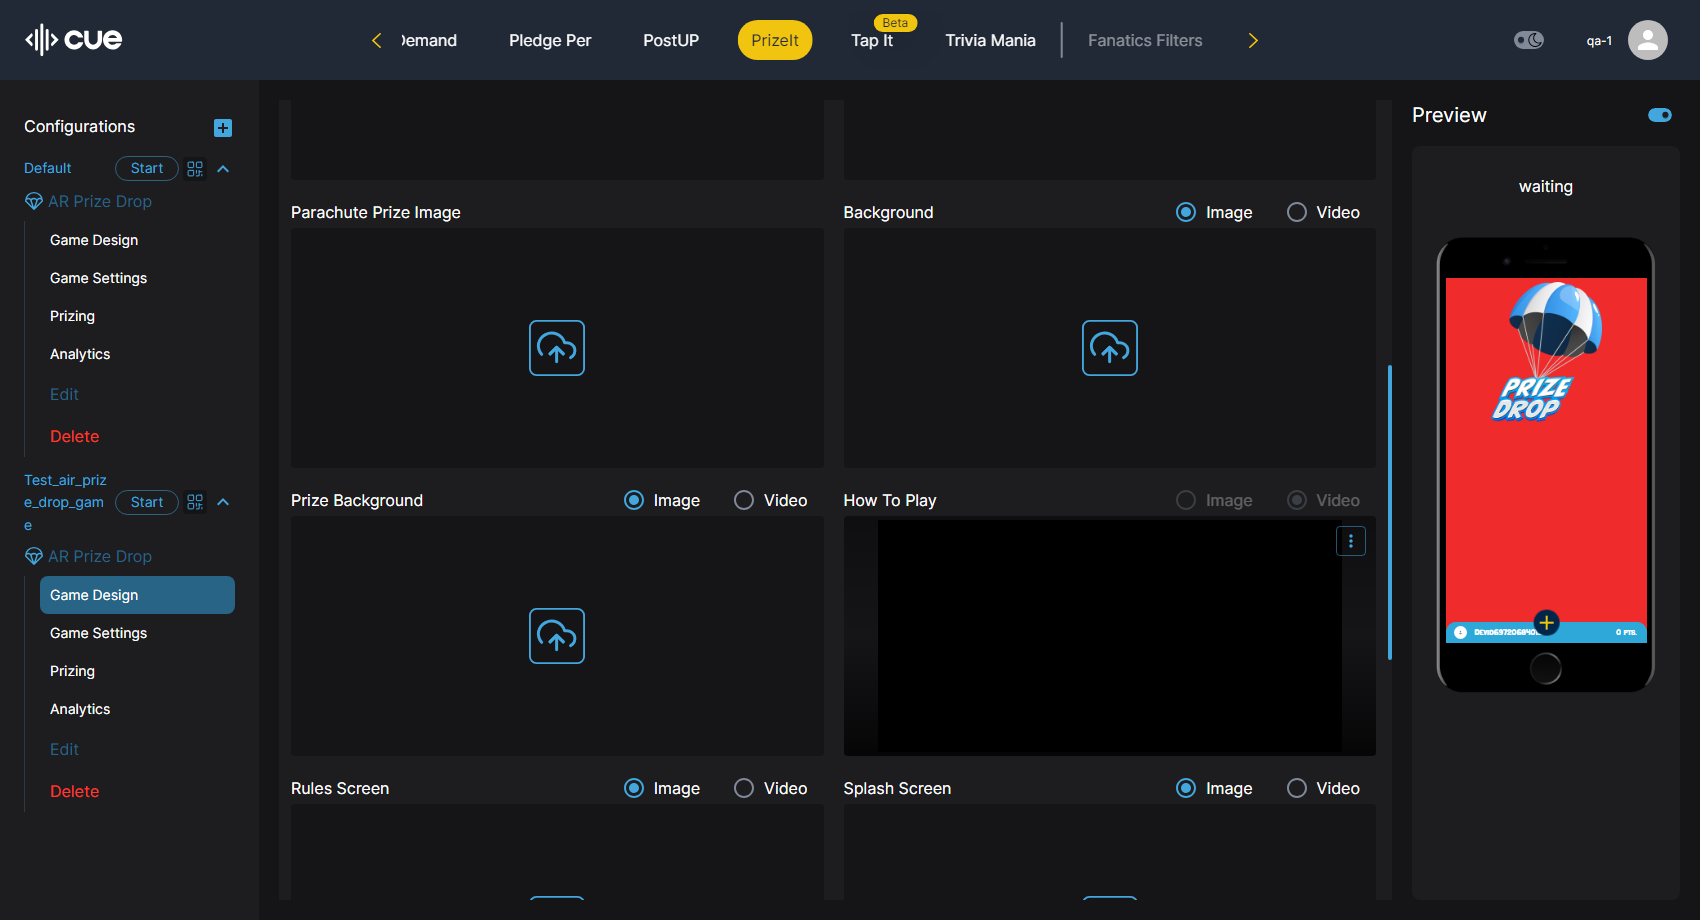 cue
Demand
Pledge Per
PostUP
PrizeIt
Beta
Tap It
Trivia Mania
Fanatics Filters
qa-1
Configurations
Default
Start
AR Prize Drop
Game Design
Game Settings
Prizing
Analytics
Edit
Delete
Test_air_priz
e_drop_gam
e
Start
AR Prize Drop
Game Design
Game Settings
Prizing
Analytics
Edit
Delete
Parachute Prize Image
Background
Image
Video
Prize Background
Image
Video
How To Play
Image
Video
Rules Screen
Image
Video
Splash Screen
Image
Video
Preview
waiting
PRIZE
DROP
0 PTS.